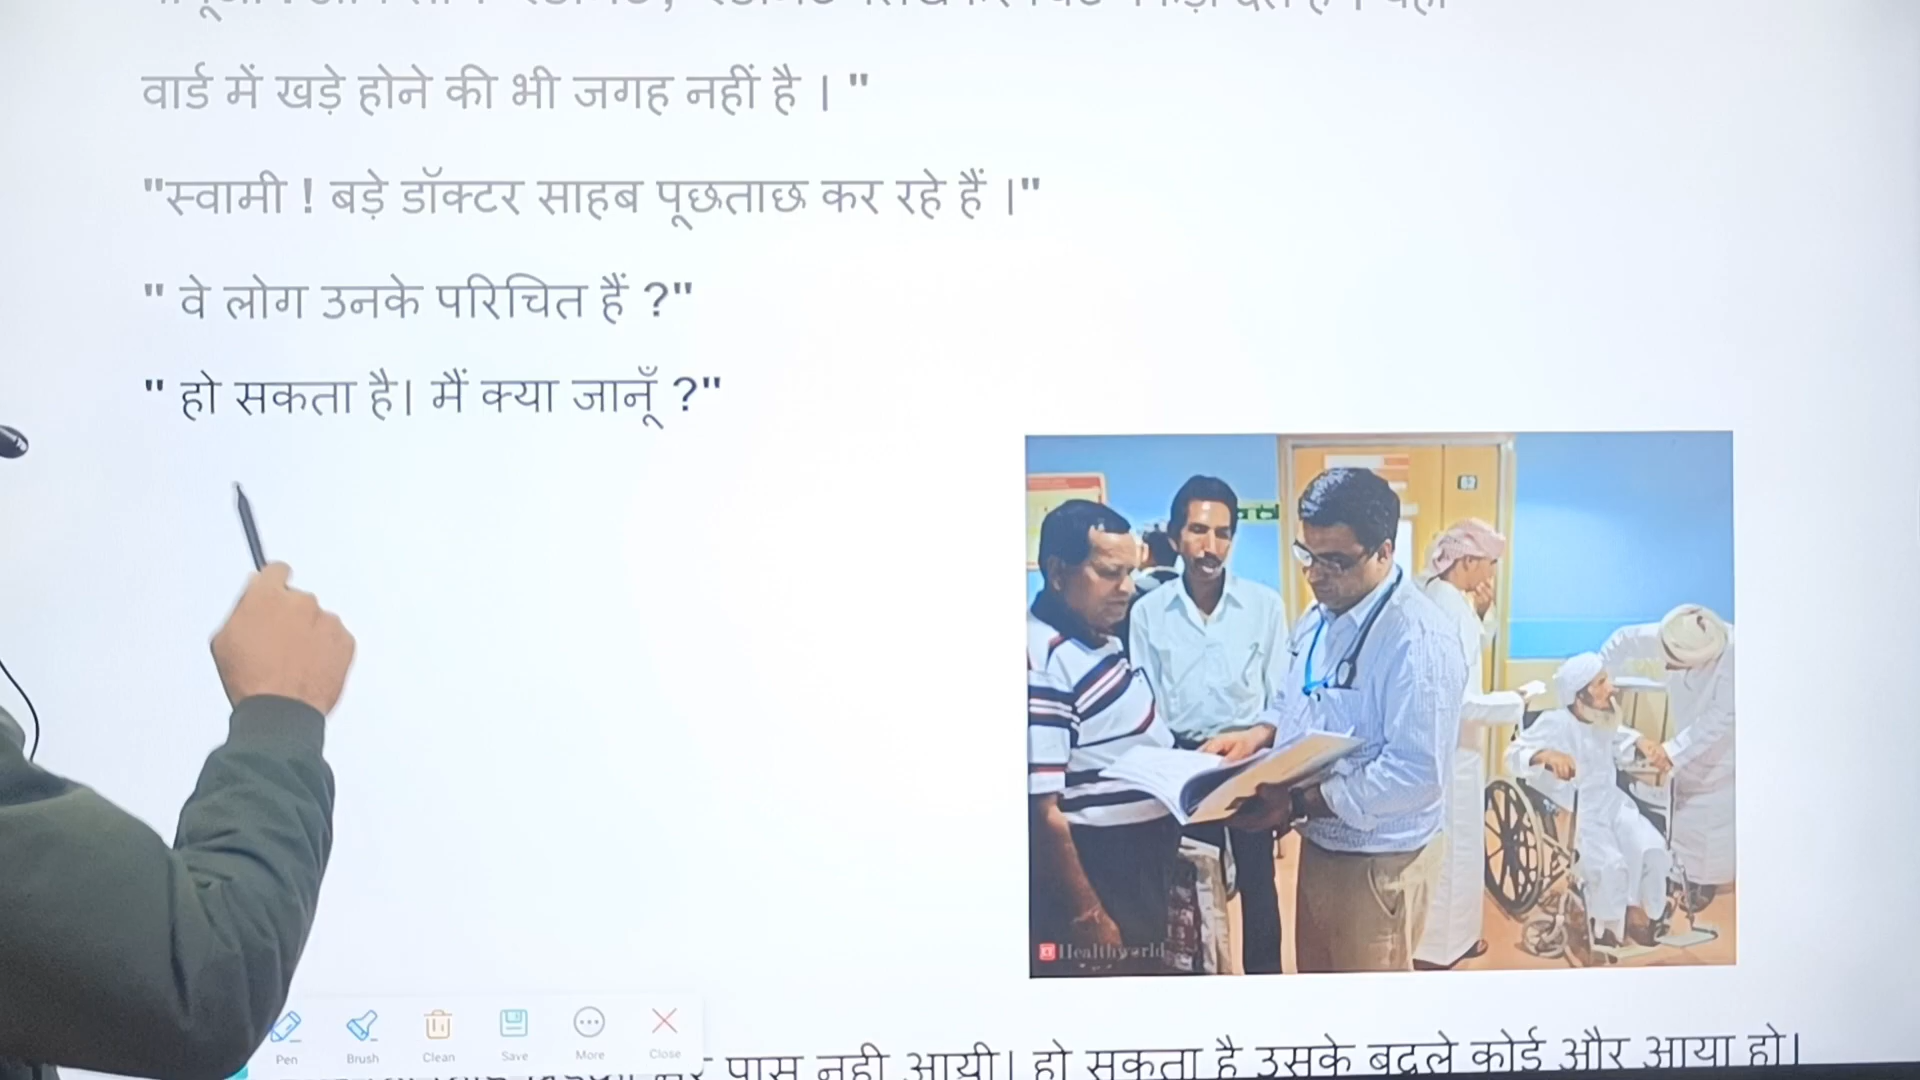 वार्ड में खड़े होने की भी जगह नहीं है । "
"स्वामी ! बड़े डॉक्टर साहब पूछताछ कर रहे हैं ।"
" वे लोग उनके परिचित हैं ?"
" हो सकता है। मैं क्या जानूँ ?"
Healthworld
Pen Brush Clean Save More Close
पास नही आयी। हो सकता है उसके बदले कोई और आया हो।